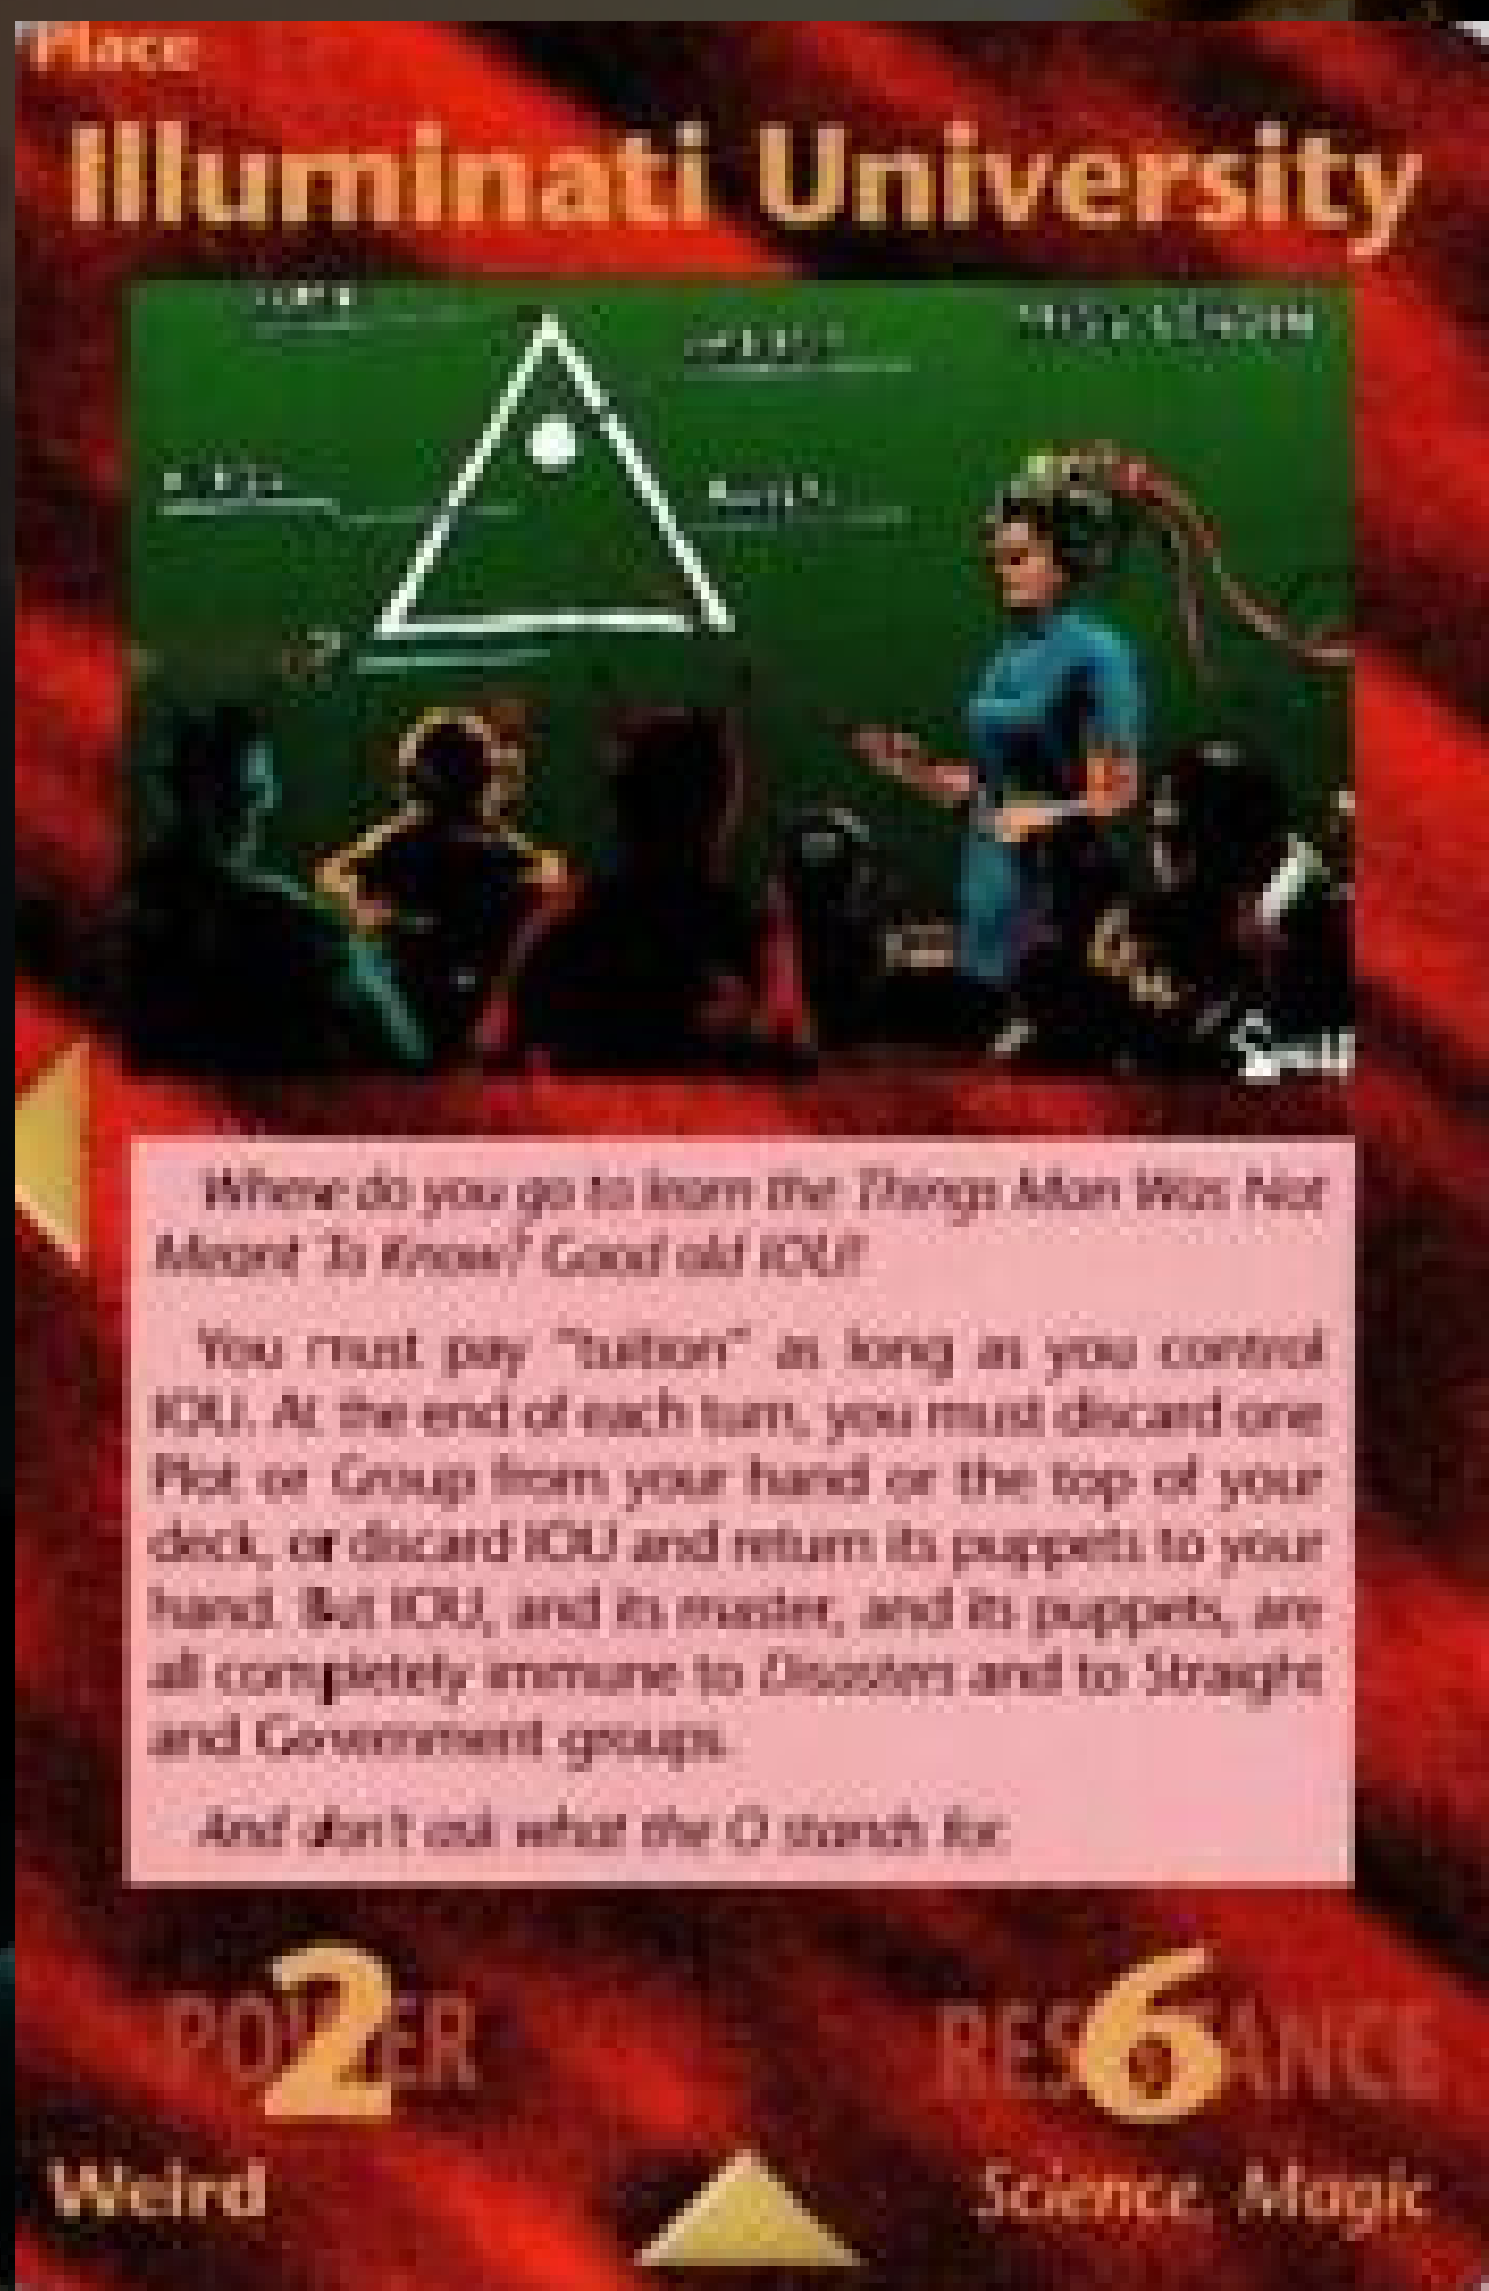 Place
Illuminati University
Where do you go to learn the Things Man Was Not
Meant To Know? Good old IOU!
You must pay "tuition" as long as you control
IOU. At the end of each turn, you must discard one
Plot or Group from your hand or the top of your
deck, or discard IOU and return its puppets to your
hand. But IOU, and its master, and its puppets, are
all completely immune to Disasters and to Straight
and Government groups.
And don't ask what the O stands for.
POWER
2
RESISTANCE
6
Weird
Science, Magic